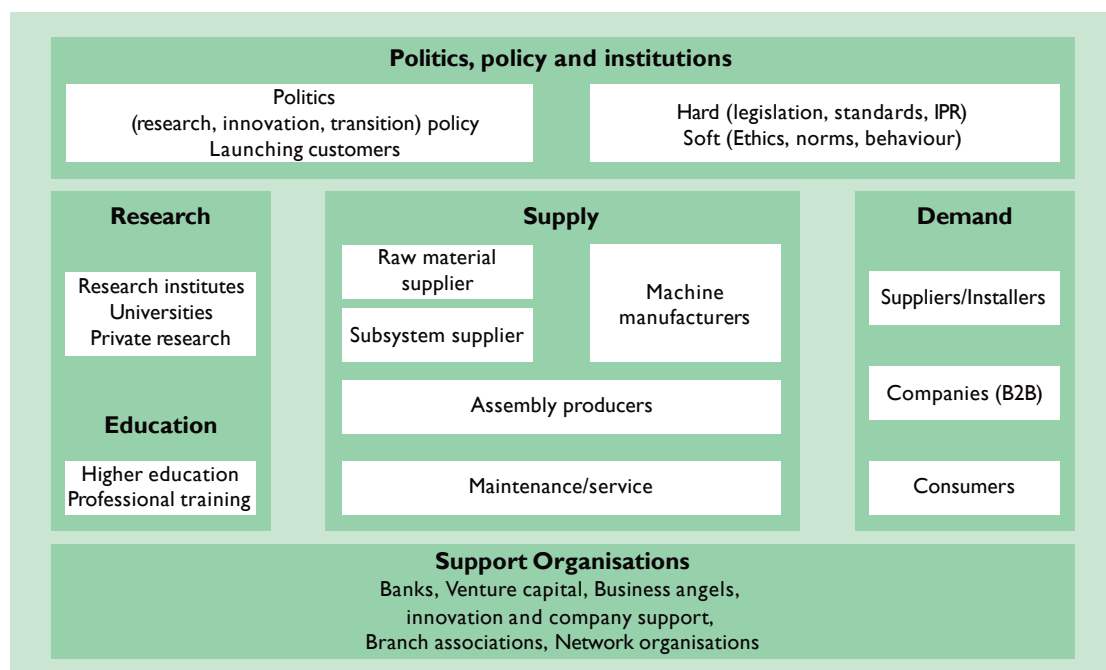 Politics, policy and institutions
Politics
(research, innovation, transition) policy
Launching customers
Hard (legislation, standards, IPR)
Soft (Ethics, norms, behaviour)
Research
Research institutes
Universities
Private research
Education
Higher education
Professional training
Supply
Raw material
supplier
Subsystem supplier
Machine
manufacturers
Assembly producers
Maintenance/service
Demand
Suppliers/Installers
Companies (B2B)
Consumers
Support Organisations
Banks, Venture capital, Business angels,
innovation and company support,
Branch associations, Network organisations